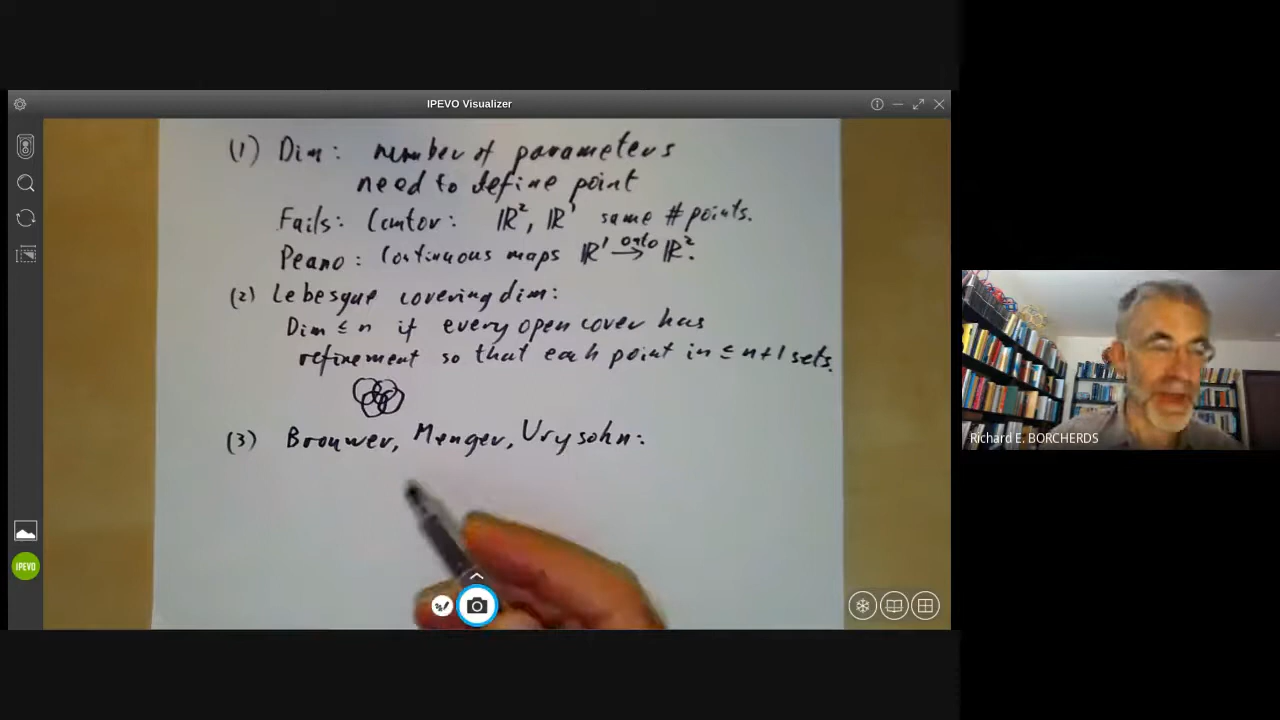 IPEVO Visualizer
(1) Dim: number of parameters
need to define point
Fails: Cantor: ℝ², ℝ¹ same # points.
Peano: Continuous maps ℝ¹ onto → ℝ².
(2) Lebesgue covering dim:
Dim ≤ n if every open cover has
refinement so that each point in ≤ n+1 sets.
(3) Brouwer, Menger, Urysohn:
Richard E. BORCHERDS
iPEVO